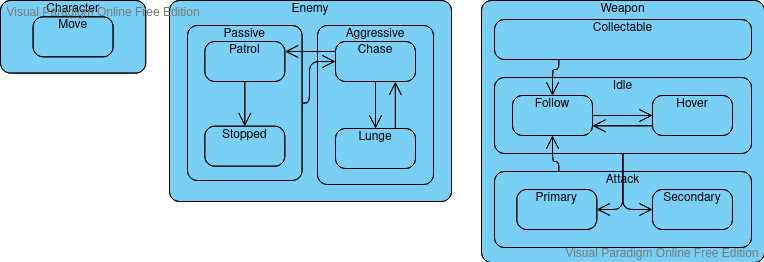 Character
Visual Paradigm Online Free Edition
Move
Enemy
Passive
Patrol
Stopped
Aggressive
Chase
Lunge
Weapon
Collectable
Idle
Follow
Hover
Attack
Primary
Secondary
Visual Paradigm Online Free Edition